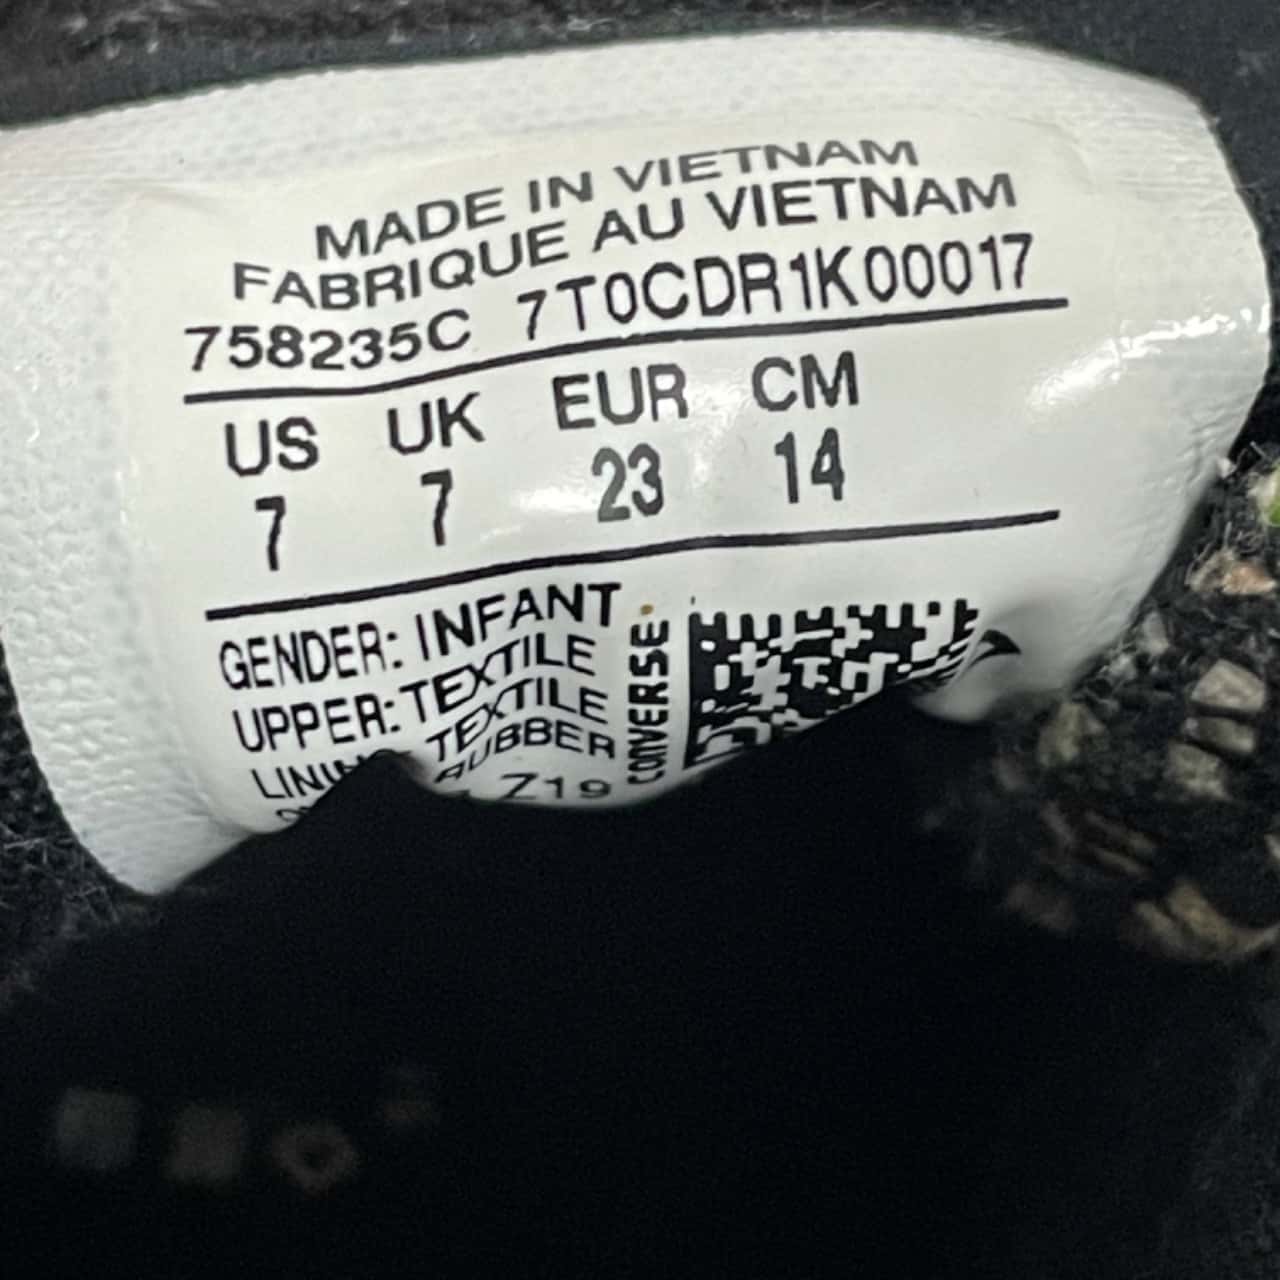 MADE IN VIETNAM
FABRIQUE AU VIETNAM
758235C 7T0CDR1K00017
US UK EUR CM
7 7 23 14
GENDER: INFANT
UPPER: TEXTILE
TEXTILE
RUBBER
Z19
CONVERSE